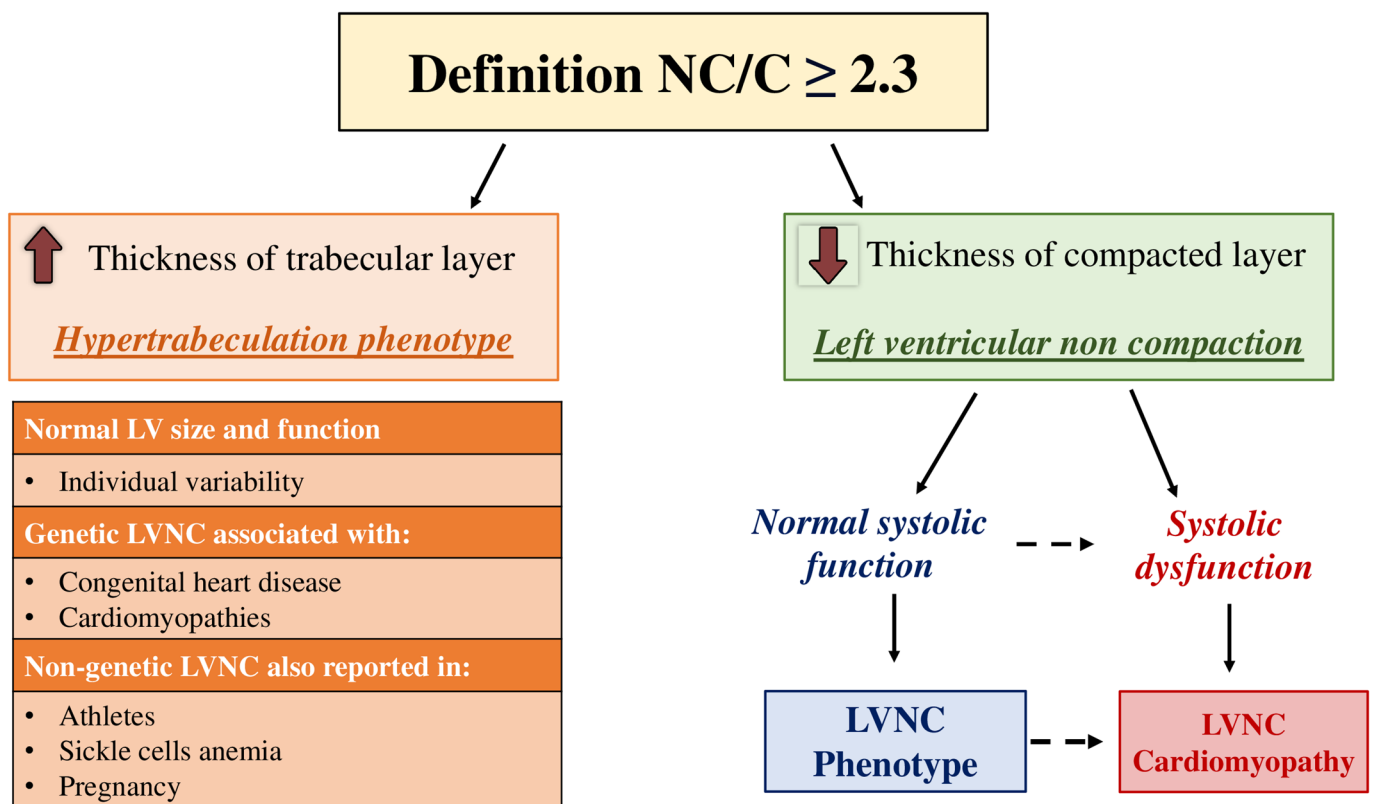 Definition NC/C ≥ 2.3
Thickness of trabecular layer
Hypertrabeculation phenotype
Thickness of compacted layer
Left ventricular non compaction
Normal LV size and function
• Individual variability
Genetic LVNC associated with:
• Congenital heart disease
• Cardiomyopathies
Non-genetic LVNC also reported in:
• Athletes
• Sickle cells anemia
• Pregnancy
Normal systolic
function
Systolic
dysfunction
LVNC
Phenotype
LVNC
Cardiomyopathy